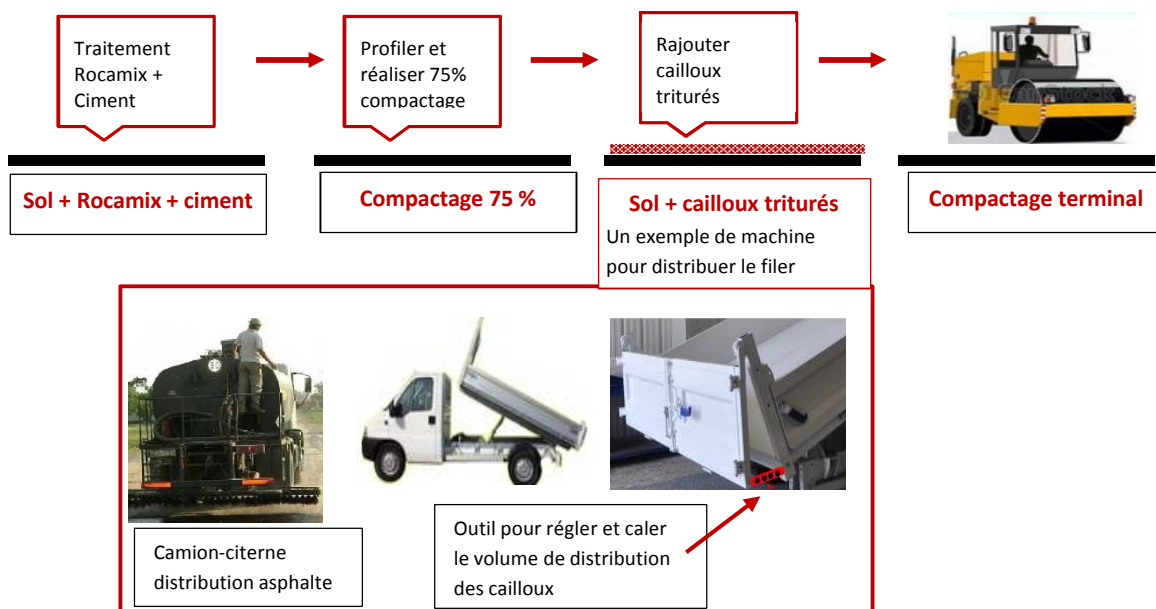 Traitement
Rocamix +
Ciment
Profiler et
réaliser 75%
compactage
Rajouter
cailloux
triturés
Sol + Rocamix + ciment
Compactage 75 %
Sol + cailloux triturés
Un exemple de machine
pour distribuer le filer
Compactage terminal
Camion-citerne
distribution asphalte
Outil pour régler et caler
le volume de distribution
des cailloux